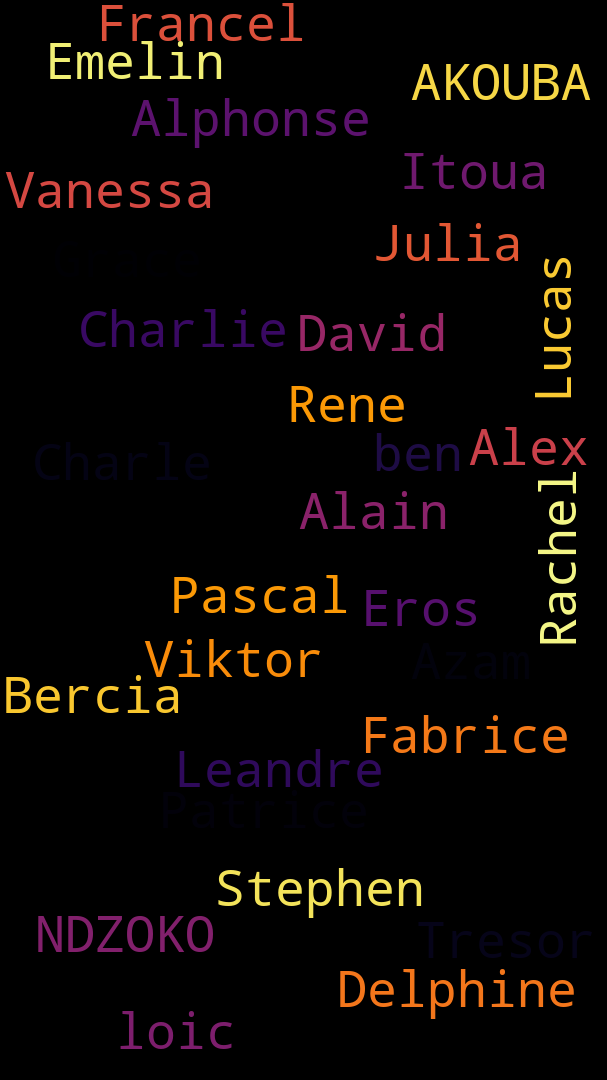 Francel
Emelin
AKOUBA
Alphonse
Itoua
Vanessa
Julia
Lucas
Charlie
David
Rene
ben
Alex
Charle
Rachel
Alain
Pascal
Eros
Viktor
Azam
Bercia
Fabrice
Leandre
Patrice
Stephen
NDZOKO
Tresor
Delphine
loic